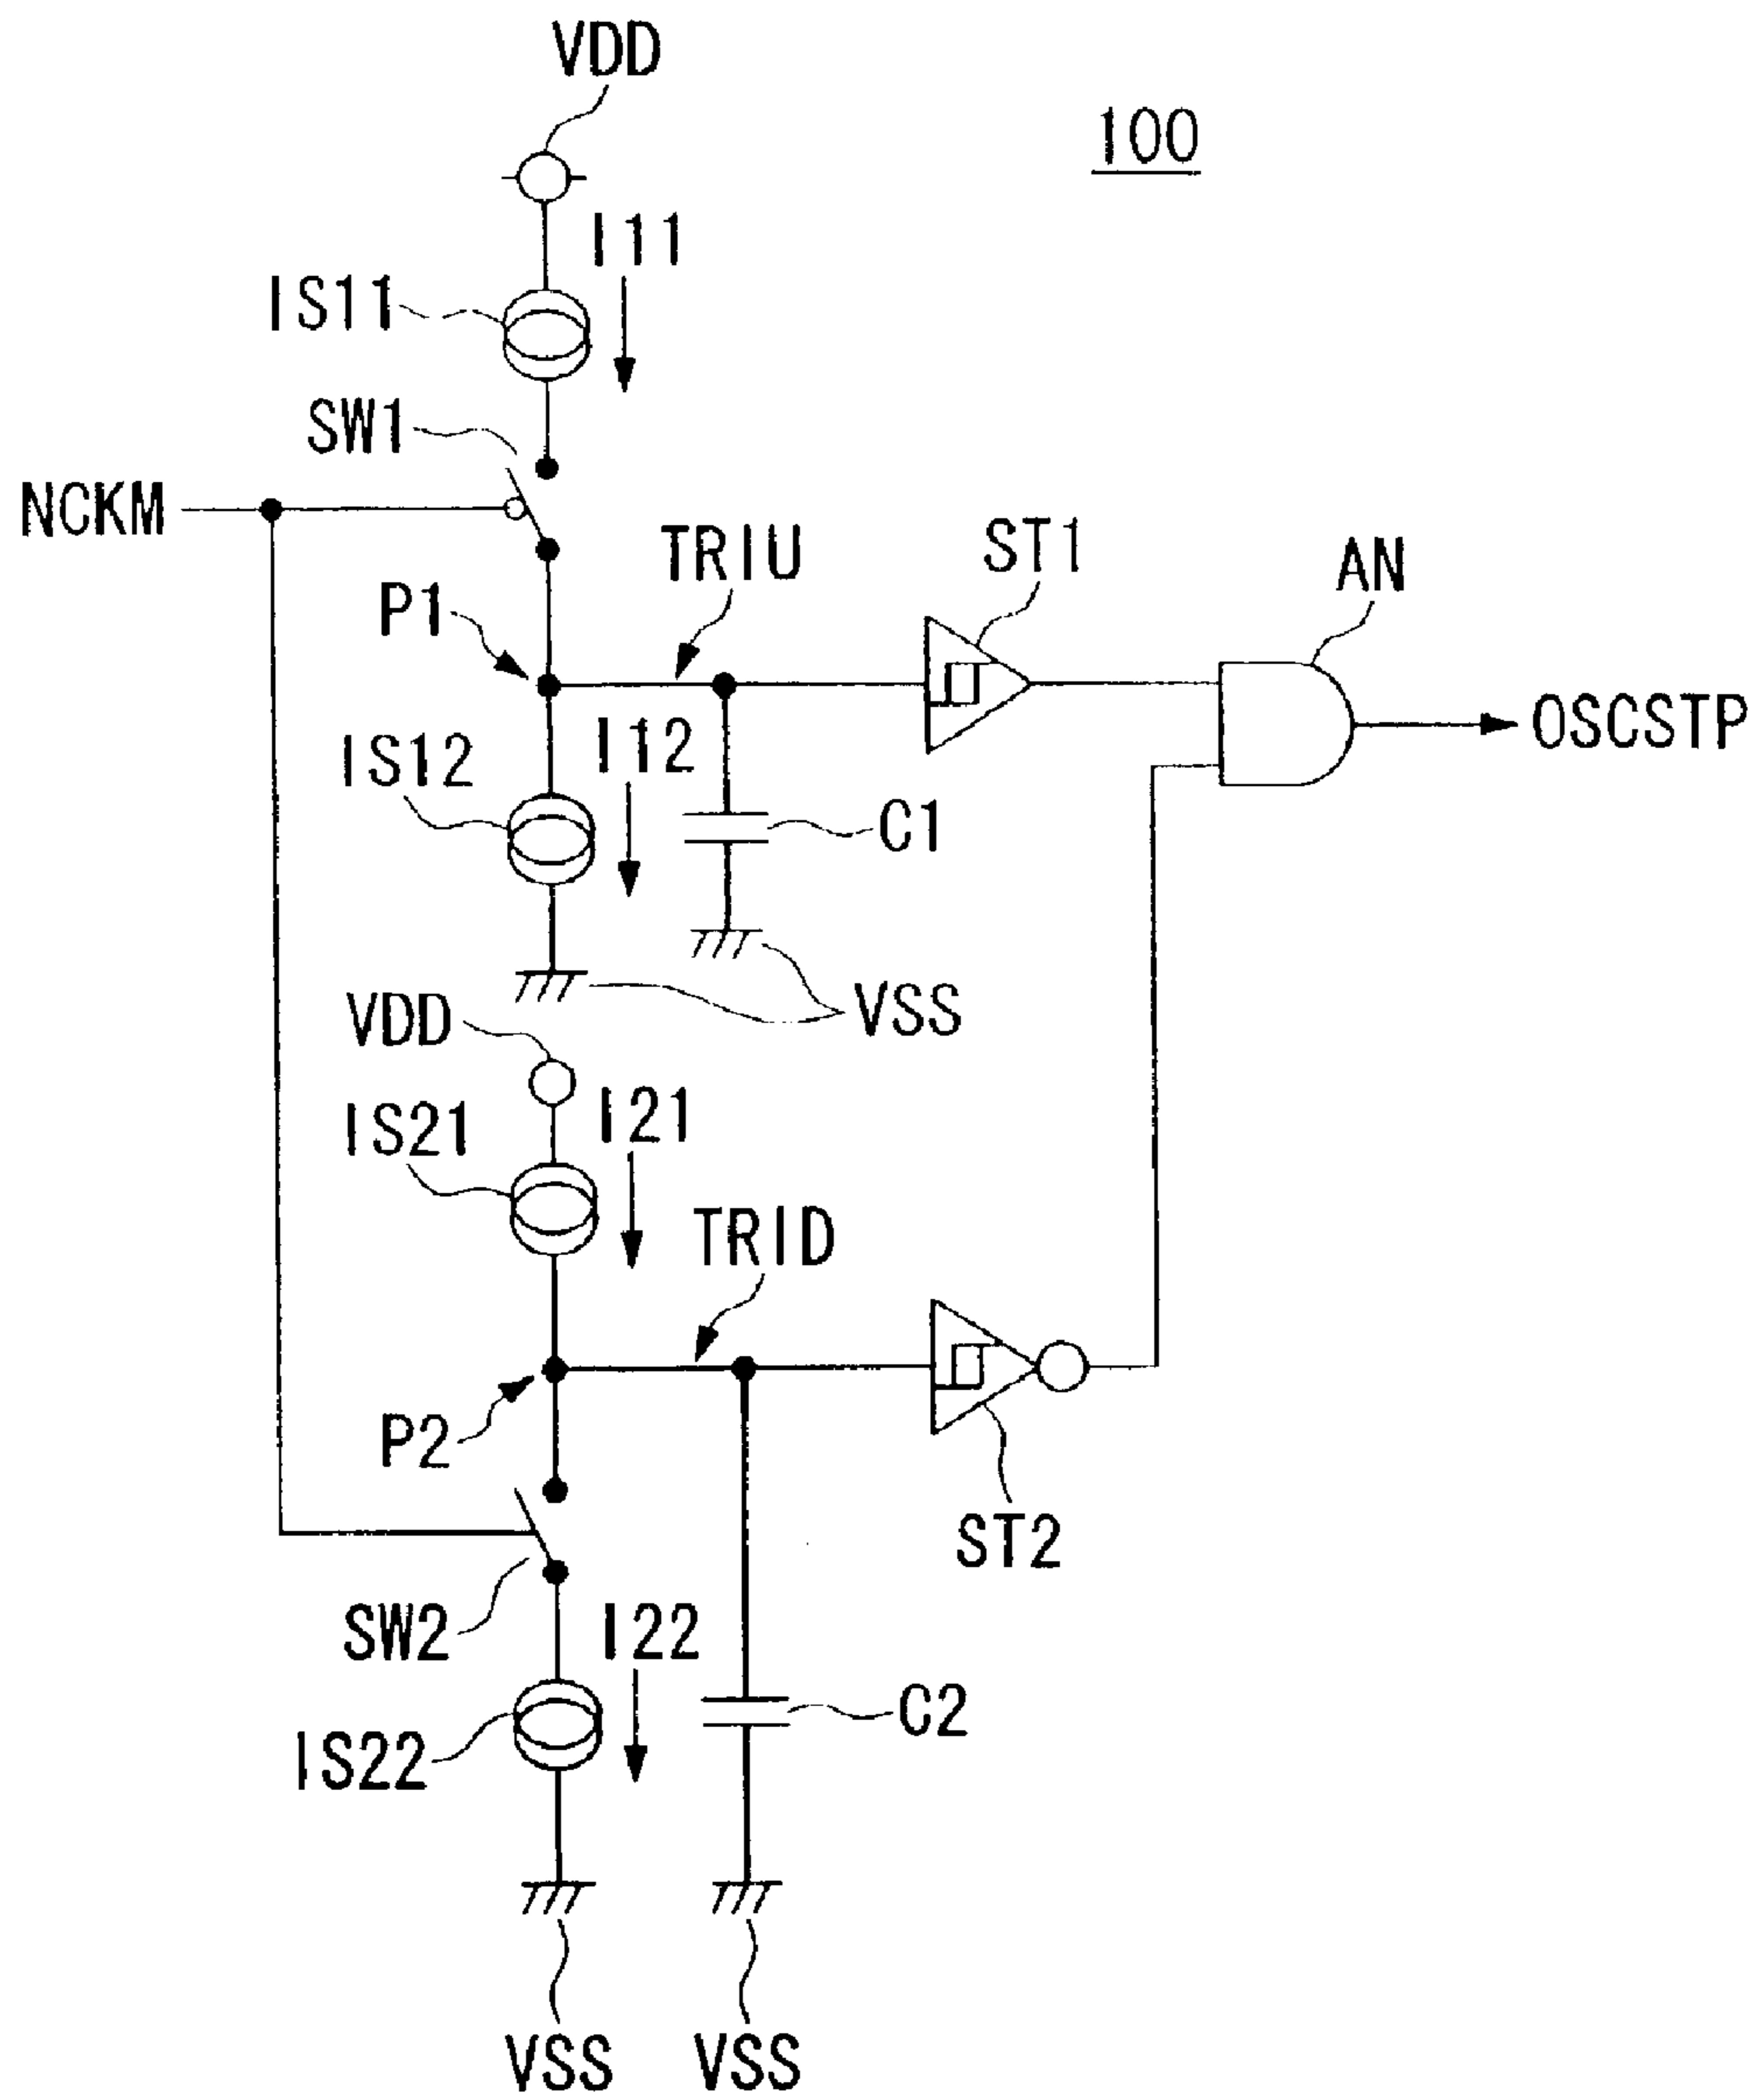 VDD
100
I11
IS11
SW1
NCKM
TRIU
ST1
AN
P1
OSCSTP
I12
IS12
C1
VSS
VDD
I21
IS21
TRID
P2
ST2
SW2
I22
C2
IS22
VSS
VSS